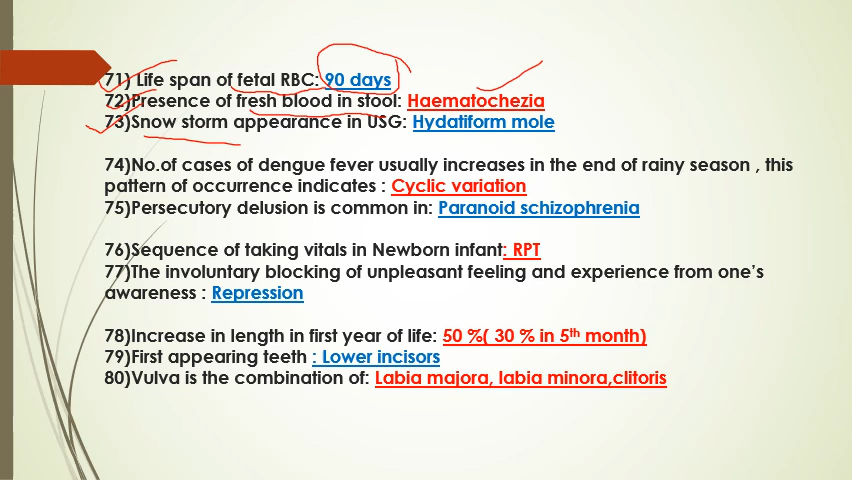 71) Life span of fetal RBC: 90 days
72)Presence of fresh blood in stool: Haematochezia
73)Snow storm appearance in USG: Hydatiform mole
74)No.of cases of dengue fever usually increases in the end of rainy season , this
pattern of occurrence indicates : Cyclic variation
75)Persecutory delusion is common in: Paranoid schizophrenia
76)Sequence of taking vitals in Newborn infant: RPT
77)The involuntary blocking of unpleasant feeling and experience from one’s
awareness : Repression
78)Increase in length in first year of life: 50 %( 30 % in 5th month)
79)First appearing teeth : Lower incisors
80)Vulva is the combination of: Labia majora, labia minora,clitoris